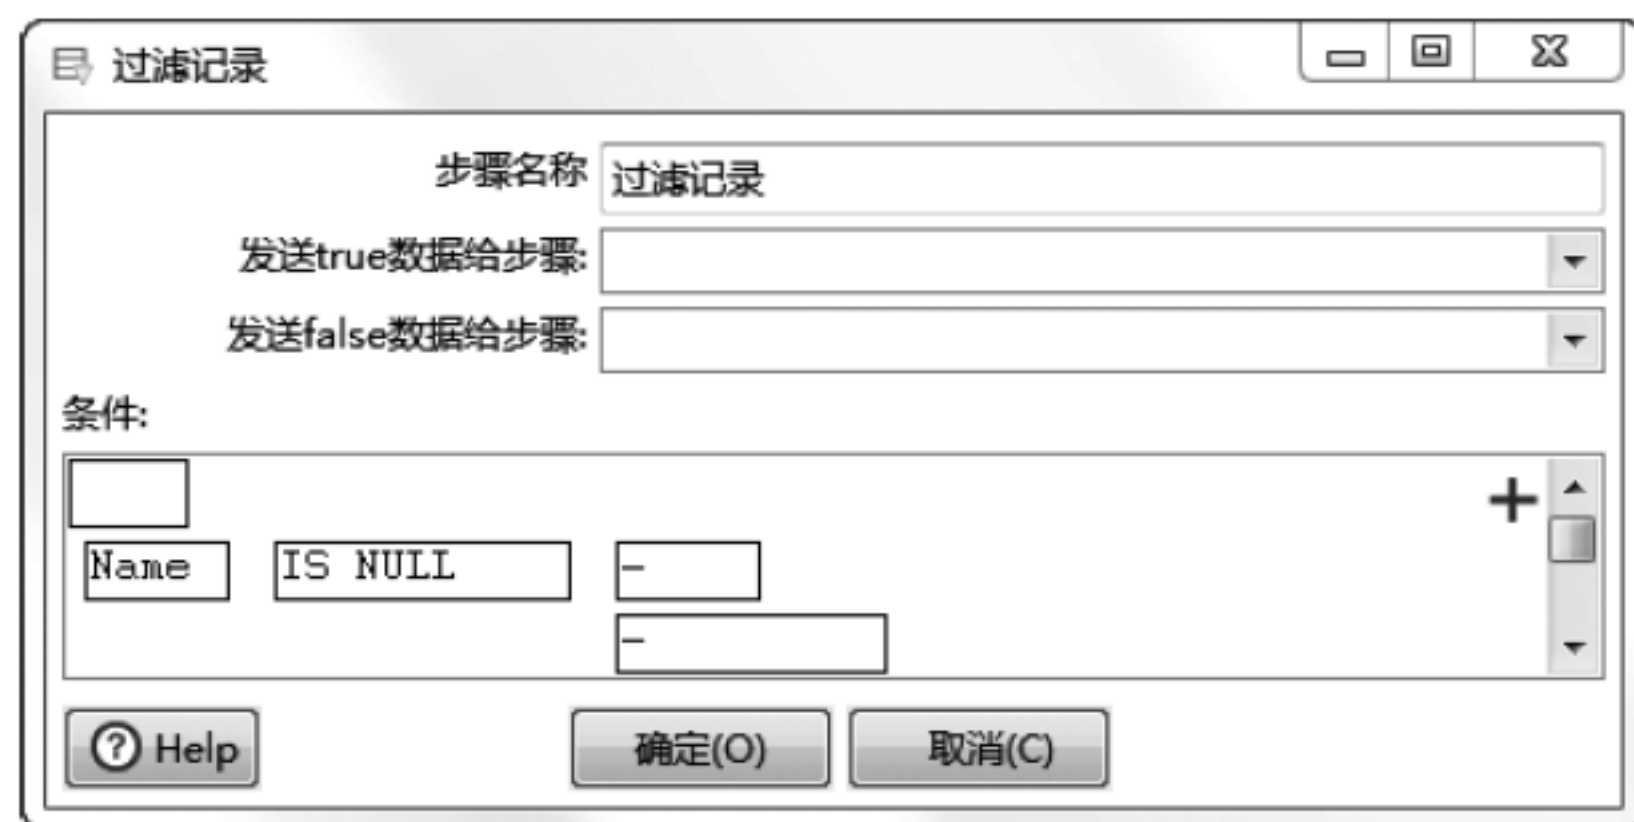 过滤记录
步骤名称 过滤记录
发送true数据给步骤:
发送false数据给步骤:
条件:
Name IS NULL -
-
Help 确定(O) 取消(C)